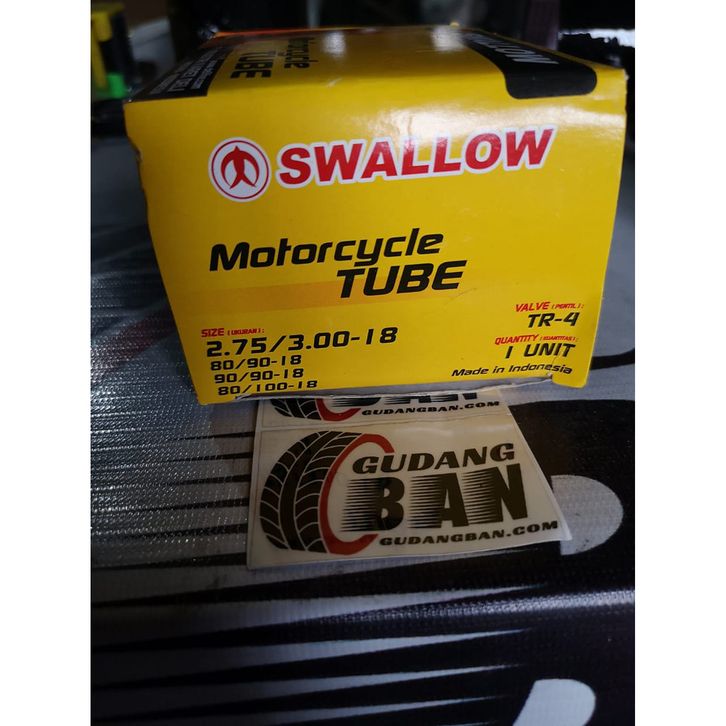 Motorcycle
TUBE
SWALLOW
SWALLOW
Motorcycle
TUBE
SIZE (UKURAN) :
2.75/3.00-18
80/90-18
90/90-18
80/100-18
VALVE (PENTIL) :
TR-4
QUANTITY (KUANTITAS) :
1 UNIT
Made in Indonesia
GUDANGBAN.COM
GUDANG
BAN
GUDANGBAN.COM